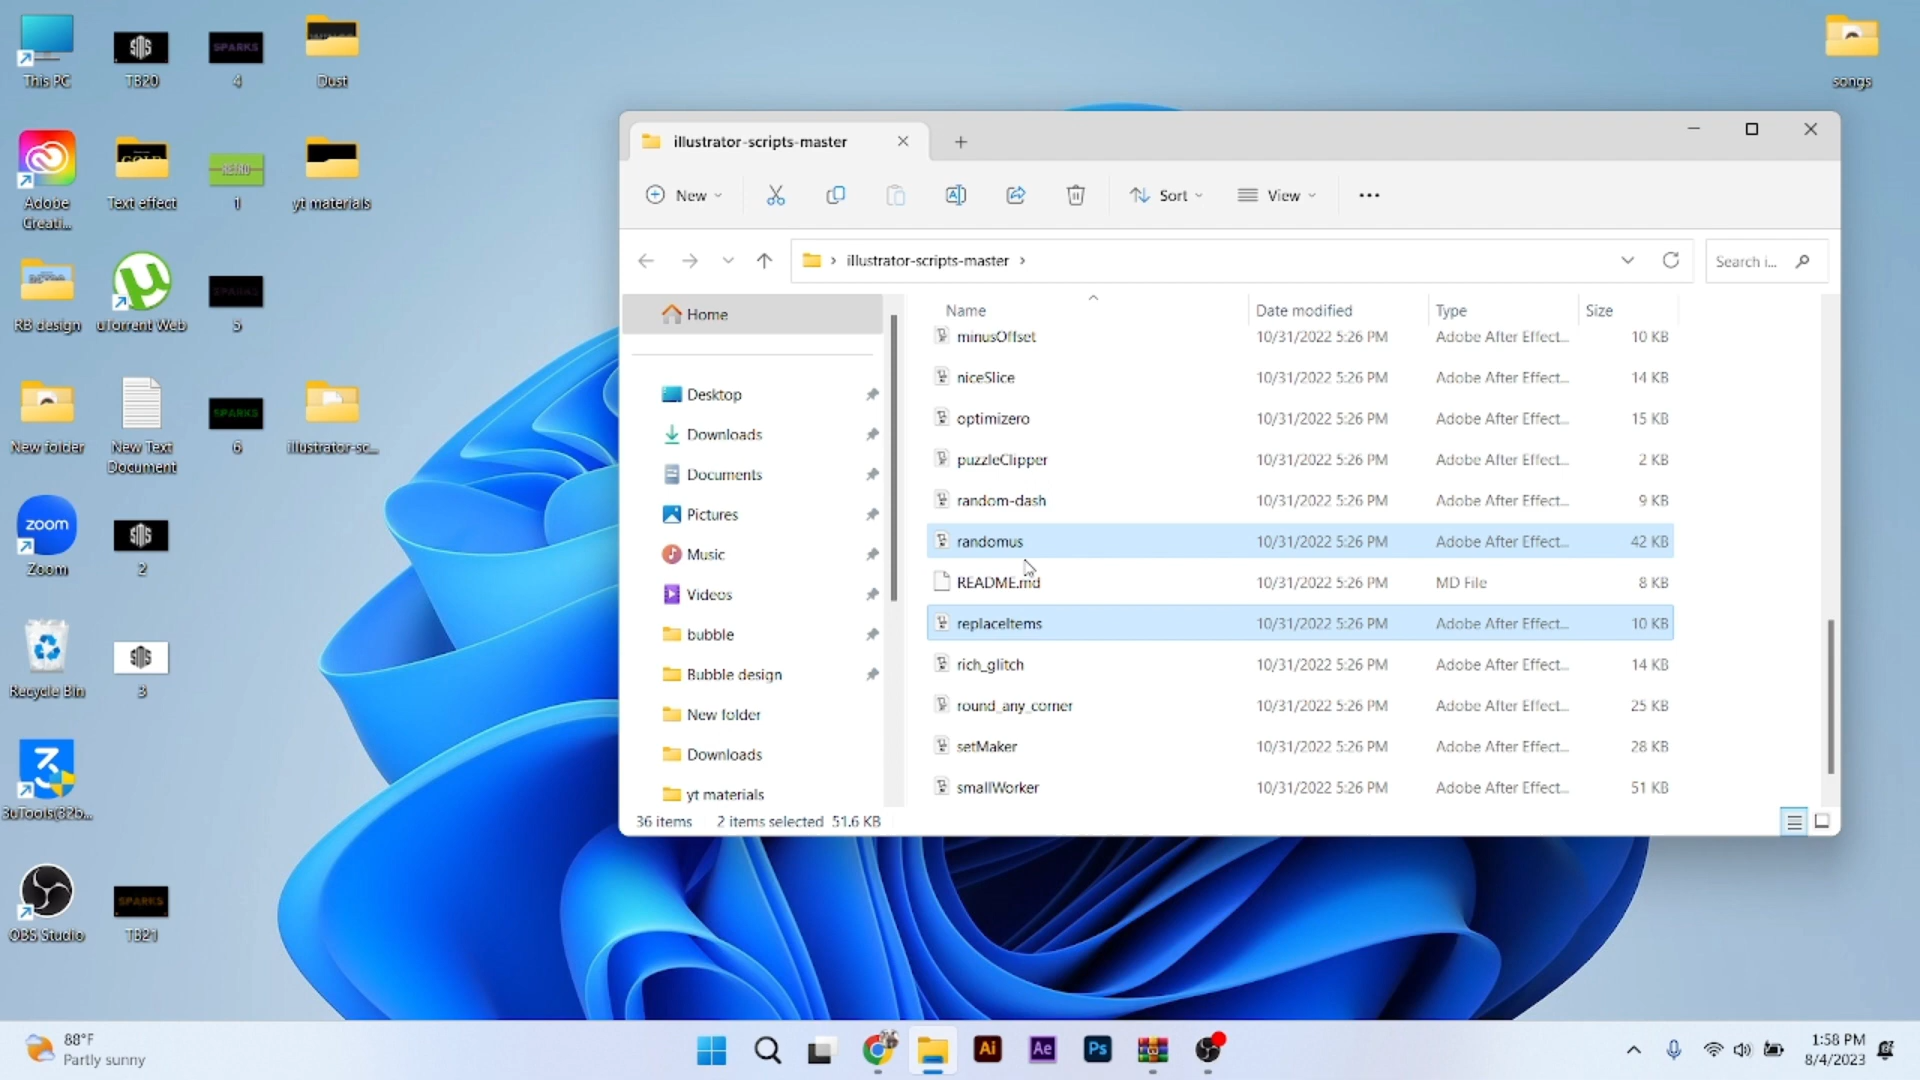 This PC
TB20
SPARKS
4
Dust
songs
Adobe
Creati...
Text effect
RETRO
1
yt materials
RB design
uTorrent Web
SPARKS
5
New folder
New Text
Document
SPARKS
6
illustrator-sc...
zoom
Zoom
2
Recycle Bin
3
3uTools(32b...
OBS Studio
SPARKS
TB21
illustrator-scripts-master
New
Sort
View
illustrator-scripts-master
Search i...
Home
Desktop
Downloads
Documents
Pictures
Music
Videos
bubble
Bubble design
New folder
Downloads
yt materials
Name Date modified Type Size
minusOffset 10/31/2022 5:26 PM Adobe After Effect... 10 KB
niceSlice 10/31/2022 5:26 PM Adobe After Effect... 14 KB
optimizero 10/31/2022 5:26 PM Adobe After Effect... 15 KB
puzzleClipper 10/31/2022 5:26 PM Adobe After Effect... 2 KB
random-dash 10/31/2022 5:26 PM Adobe After Effect... 9 KB
randomus 10/31/2022 5:26 PM Adobe After Effect... 42 KB
README.md 10/31/2022 5:26 PM MD File 8 KB
replaceItems 10/31/2022 5:26 PM Adobe After Effect... 10 KB
rich_glitch 10/31/2022 5:26 PM Adobe After Effect... 14 KB
round_any_corner 10/31/2022 5:26 PM Adobe After Effect... 25 KB
setMaker 10/31/2022 5:26 PM Adobe After Effect... 28 KB
smallWorker 10/31/2022 5:26 PM Adobe After Effect... 51 KB
36 items 2 items selected 51.6 KB
88°F
Partly sunny
Ai
Ae
Ps
1:58 PM
8/4/2023